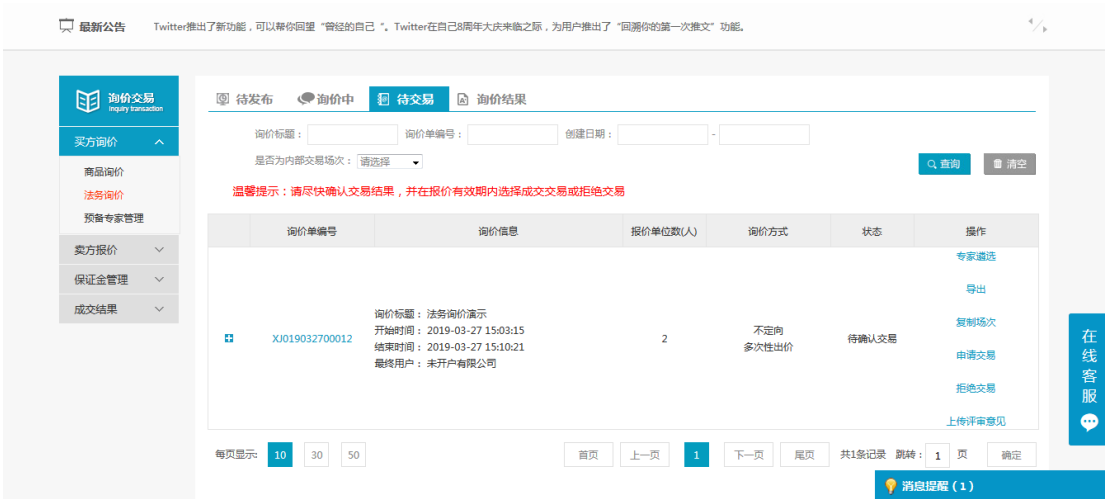 最新公告 Twitter推出了新功能，可以帮你回望“曾经的自己“。Twitter在自己8周年大庆来临之际，为用户推出了“回溯你的第一次推文”功能。
询价交易
Inquiry transaction
买方询价
商品询价
法务询价
预备专家管理
卖方报价
保证金管理
成交结果
待发布 询价中 待交易 询价结果
询价标题： 询价单编号： 创建日期： -
是否为内部交易场次： 请选择 查询 清空
温馨提示：请尽快确认交易结果，并在报价有效期内选择成交交易或拒绝交易
询价单编号 询价信息 报价单位数(人) 询价方式 状态 操作
XJ019032700012
询价标题： 法务询价演示
开始时间： 2019-03-27 15:03:15
结束时间： 2019-03-27 15:10:21
最终用户： 未开户有限公司
2
不定向
多次性出价
待确认交易
专家遴选
导出
复制场次
申请交易
拒绝交易
上传评审意见
每页显示: 10 30 50 首页 上一页 1 下一页 尾页 共1条记录 跳转： 1 页 确定
在线客服
消息提醒（1）